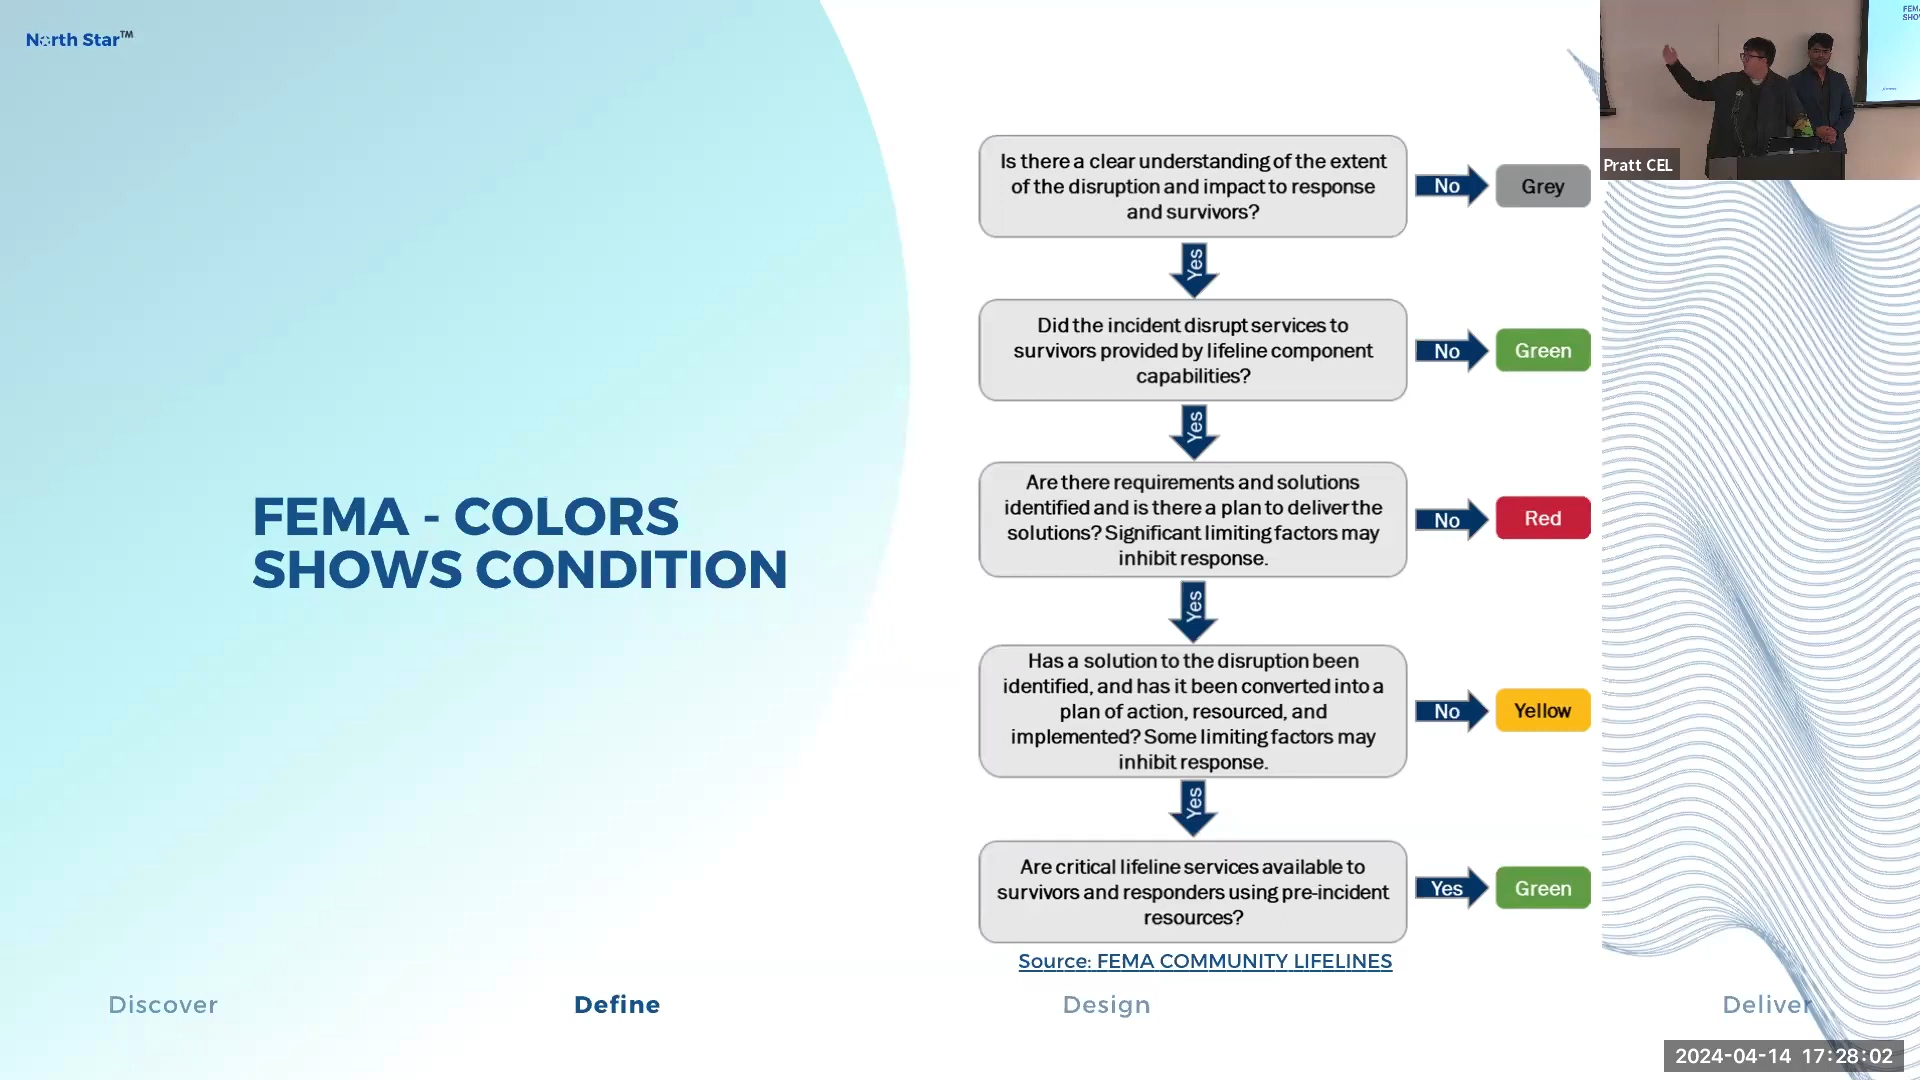 North Star™
FEMA - COLORS
SHOWS CONDITION
Is there a clear understanding of the extent
of the disruption and impact to response
and survivors?
No
Grey
Yes
Did the incident disrupt services to
survivors provided by lifeline component
capabilities?
No
Green
Yes
Are there requirements and solutions
identified and is there a plan to deliver the
solutions? Significant limiting factors may
inhibit response.
No
Red
Yes
Has a solution to the disruption been
identified, and has it been converted into a
plan of action, resourced, and
implemented? Some limiting factors may
inhibit response.
No
Yellow
Yes
Are critical lifeline services available to
survivors and responders using pre-incident
resources?
Yes
Green
Source: FEMA COMMUNITY LIFELINES
Discover
Define
Design
Deliver
Pratt CEL
2024-04-14 17:28:02